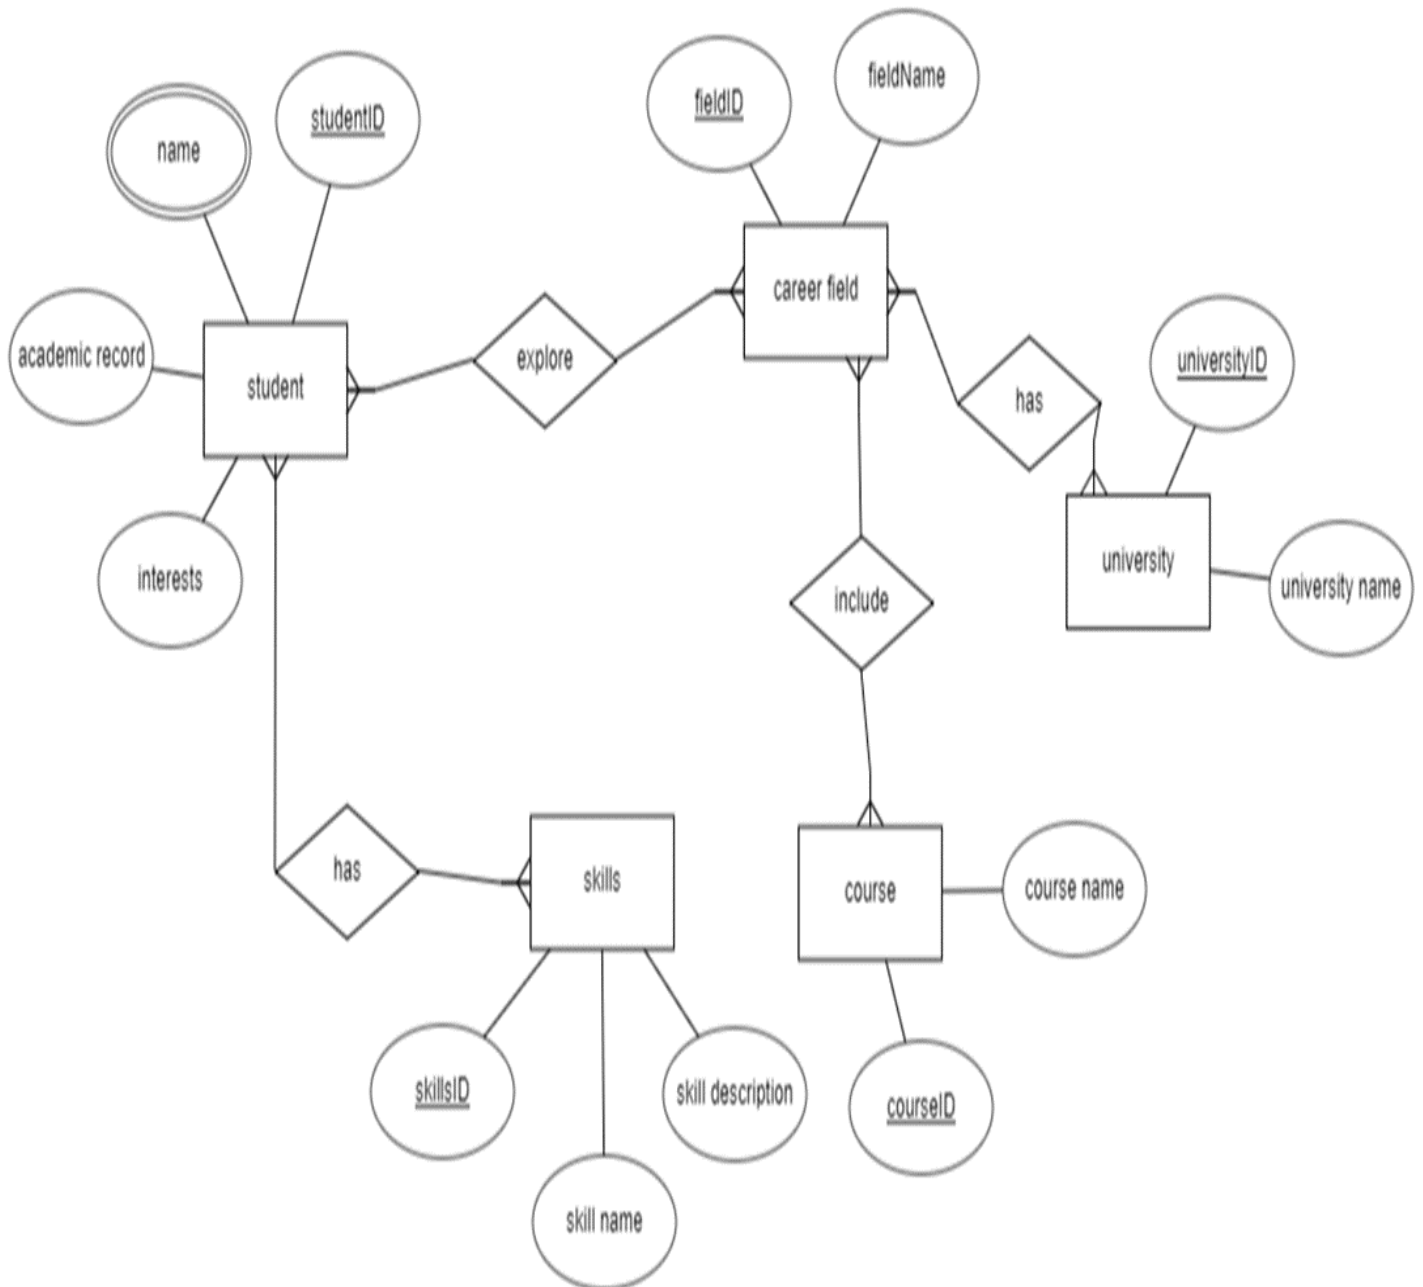 fieldName
fieldID
studentID
name
career field
academic record
explore
universityID
student
has
university
university name
interests
include
has
skills
course
course name
skillsID
skill description
courseID
skill name